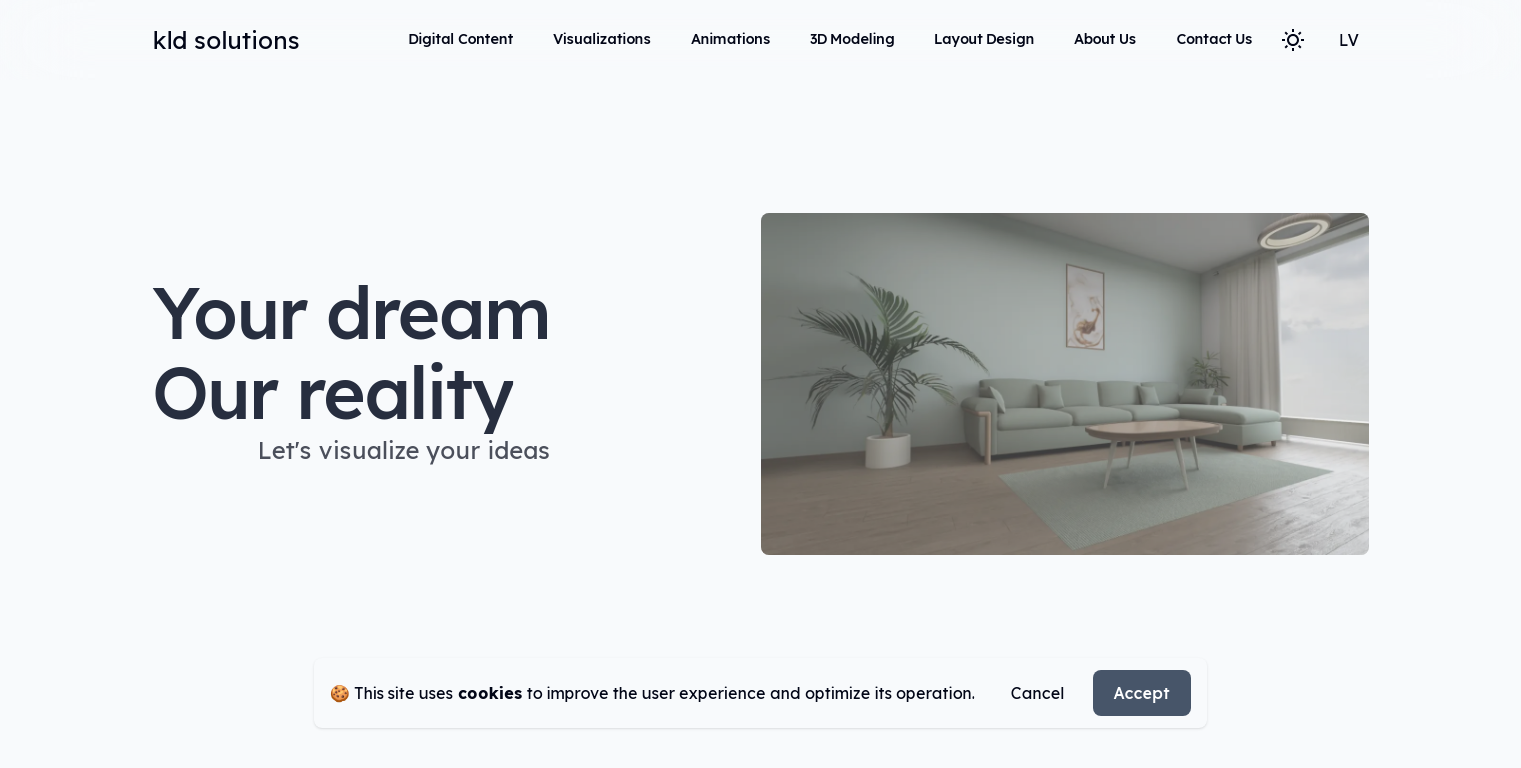 kld solutions
Digital Content
Visualizations
Animations
3D Modeling
Layout Design
About Us
Contact Us
LV
Your dream
Our reality
Let's visualize your ideas
🍪 This site uses cookies to improve the user experience and optimize its operation.
Cancel
Accept